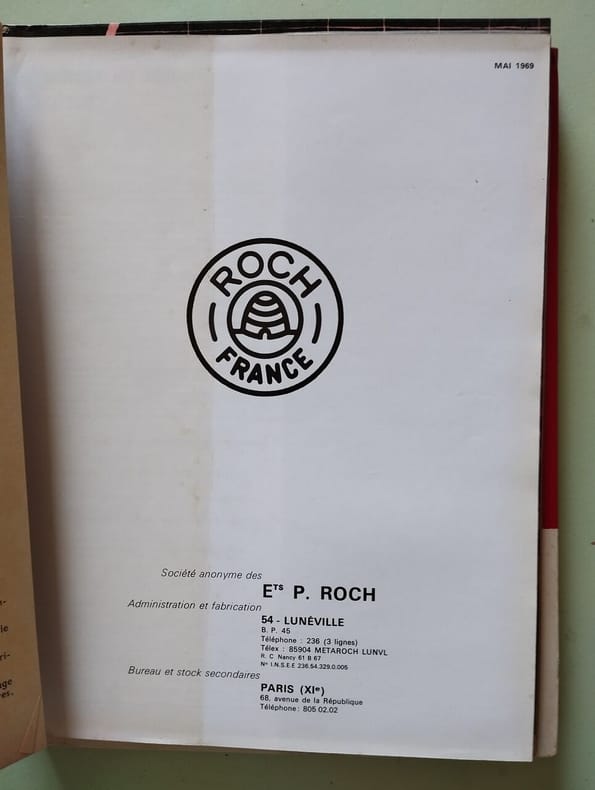 MAI 1969
ROCH
FRANCE
Société anonyme des
Eᵀˢ P. ROCH
Administration et fabrication
54 - LUNÉVILLE
B. P. 45
Téléphone : 236 (3 lignes)
Télex : 85904 METAROCH LUNVL
R. C. Nancy 61 B 67
Nº I.N.S.E.E 236.54.329.0.005
Bureau et stock secondaires
PARIS (XIᵉ)
68, avenue de la République
Téléphone: 805 02.02